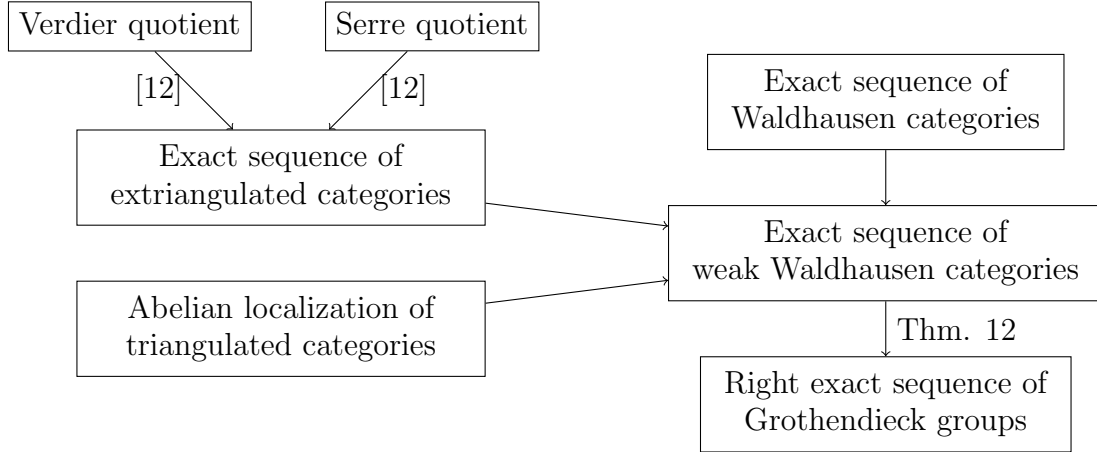 Verdier quotient
Serre quotient
[12]
[12]
Exact sequence of
extriangulated categories
Abelian localization of
triangulated categories
Exact sequence of
Waldhausen categories
Exact sequence of
weak Waldhausen categories
Thm. 12
Right exact sequence of
Grothendieck groups